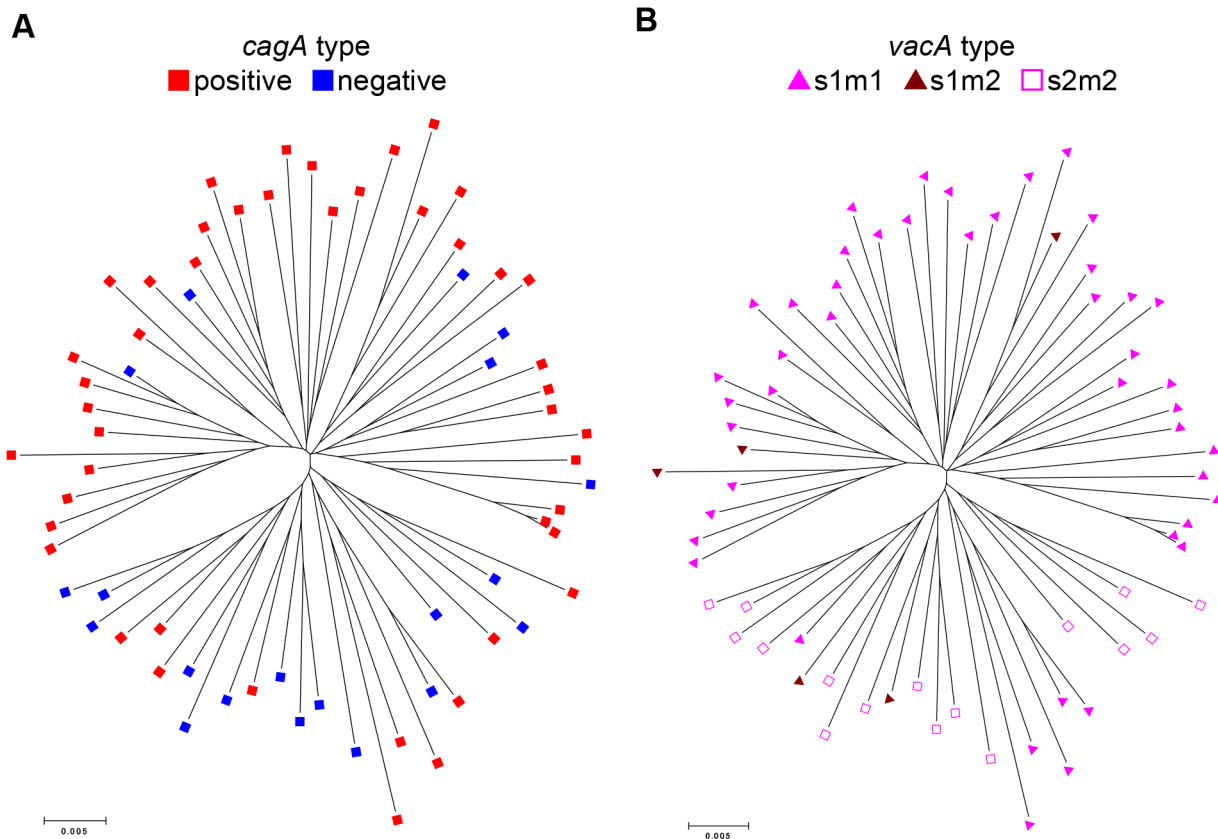 A
cagA type
positive negative
0.005
B
vacA type
s1m1 s1m2 s2m2
0.005